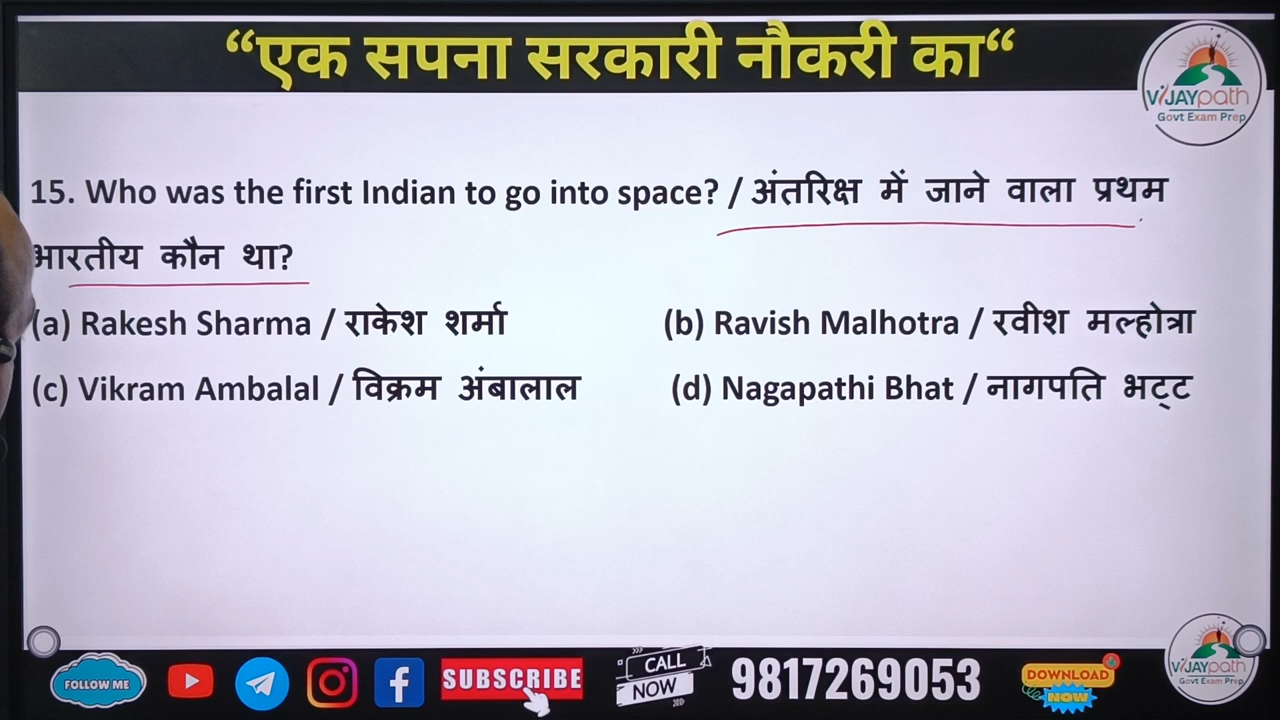 “एक सपना सरकारी नौकरी का“
VIJAYpath
Govt Exam Prep
15. Who was the first Indian to go into space? / अंतरिक्ष में जाने वाला प्रथम
भारतीय कौन था?
(a) Rakesh Sharma / राकेश शर्मा (b) Ravish Malhotra / रवीश मल्होत्रा
(c) Vikram Ambalal / विक्रम अंबालाल (d) Nagapathi Bhat / नागपति भट्ट
FOLLOW ME SUBSCRIBE CALL NOW 9817269053 DOWNLOAD NOW
VIJAYpath
Govt Exam Prep